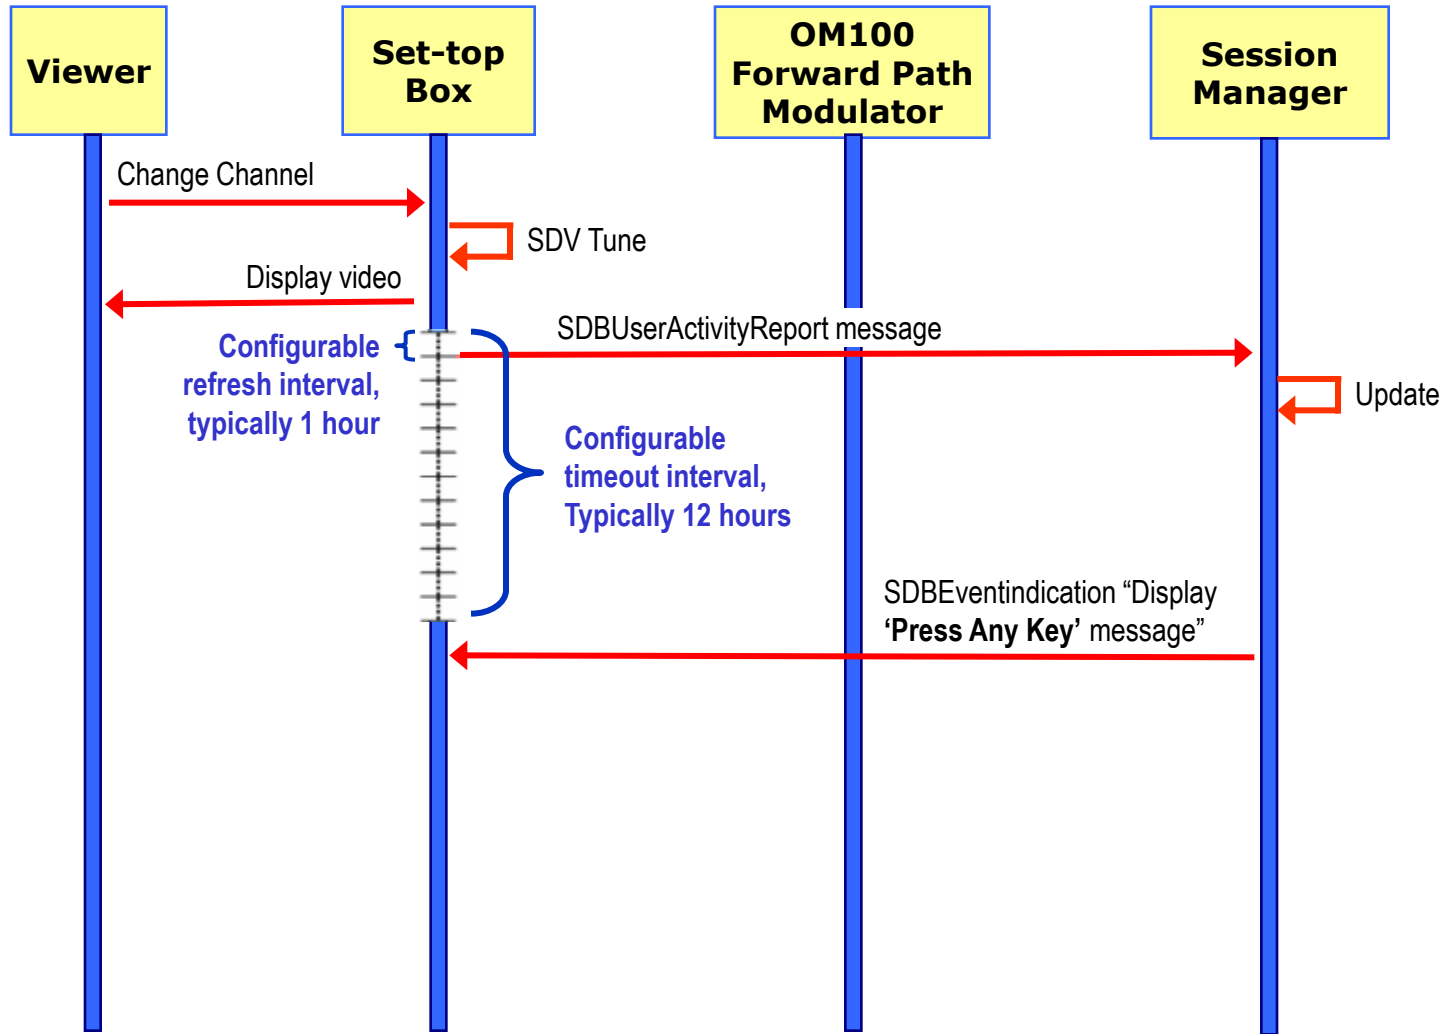 Viewer
Set-top
Box
OM100
Forward Path
Modulator
Session
Manager
Change Channel
SDV Tune
Display video
SDBUserActivityReport message
Configurable
refresh interval,
typically 1 hour
Update
Configurable
timeout interval,
Typically 12 hours
SDBEventindication “Display
‘Press Any Key’ message”